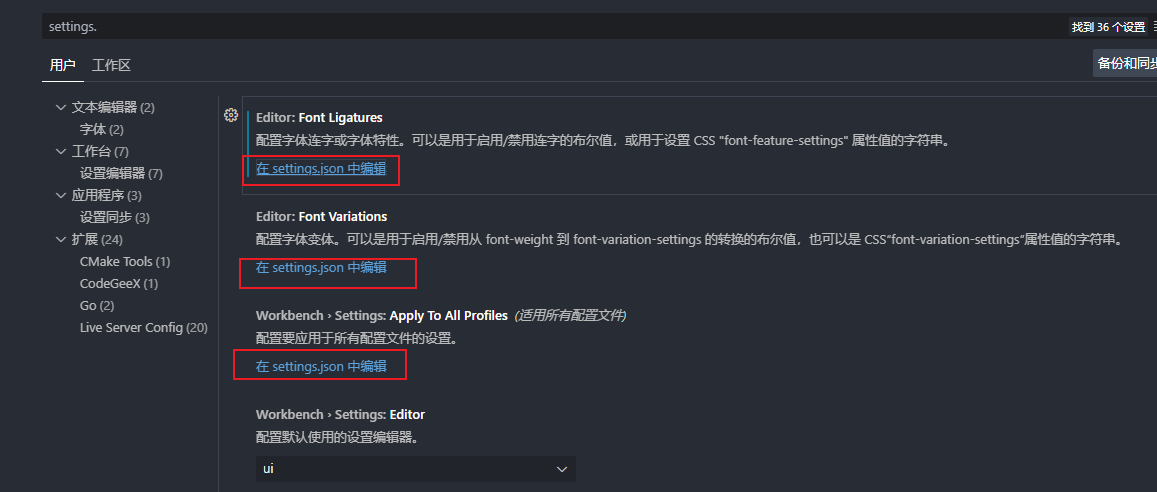 settings.
找到 36 个设置
用户 工作区
备份和同步
文本编辑器 (2)
字体 (2)
工作台 (7)
设置编辑器 (7)
应用程序 (3)
设置同步 (3)
扩展 (24)
CMake Tools (1)
CodeGeeX (1)
Go (2)
Live Server Config (20)
Editor: Font Ligatures
配置字体连字或字体特性。可以是用于启用/禁用连字的布尔值，或用于设置 CSS "font-feature-settings" 属性值的字符串。
在 settings.json 中编辑
Editor: Font Variations
配置字体变体。可以是用于启用/禁用从 font-weight 到 font-variation-settings 的转换的布尔值，也可以是 CSS“font-variation-settings”属性值的字符串。
在 settings.json 中编辑
Workbench › Settings: Apply To All Profiles (适用所有配置文件)
配置要应用于所有配置文件的设置。
在 settings.json 中编辑
Workbench › Settings: Editor
配置默认使用的设置编辑器。
ui